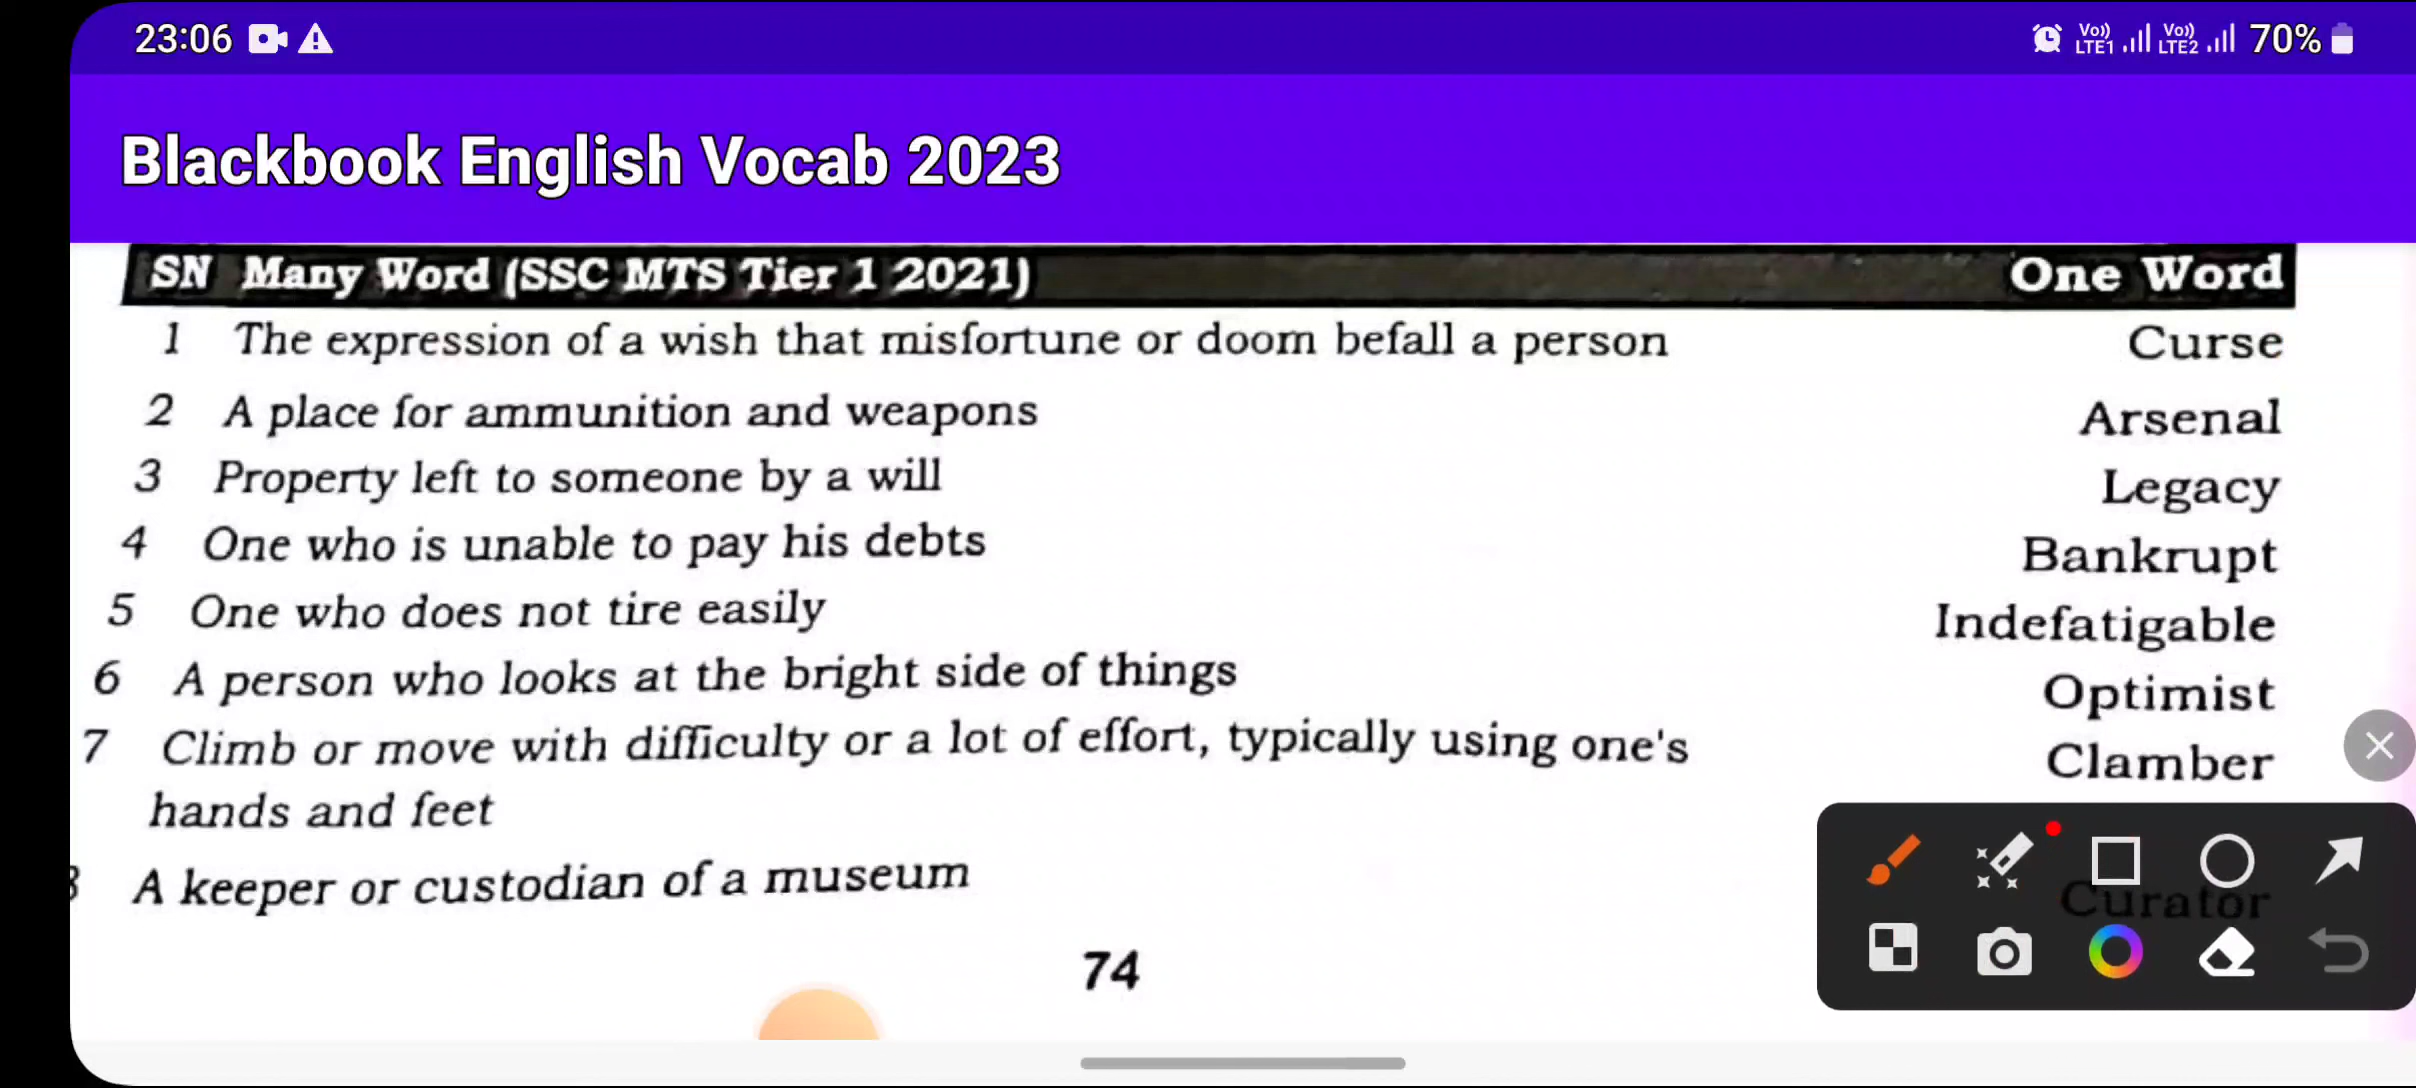 23:06 Vo)) LTE1 Vo)) LTE2 70%
Blackbook English Vocab 2023
SN Many Word (SSC MTS Tier 1 2021) One Word
1 The expression of a wish that misfortune or doom befall a person Curse
2 A place for ammunition and weapons Arsenal
3 Property left to someone by a will Legacy
4 One who is unable to pay his debts Bankrupt
5 One who does not tire easily Indefatigable
6 A person who looks at the bright side of things Optimist
7 Climb or move with difficulty or a lot of effort, typically using one's Clamber
hands and feet
8 A keeper or custodian of a museum Curator
74